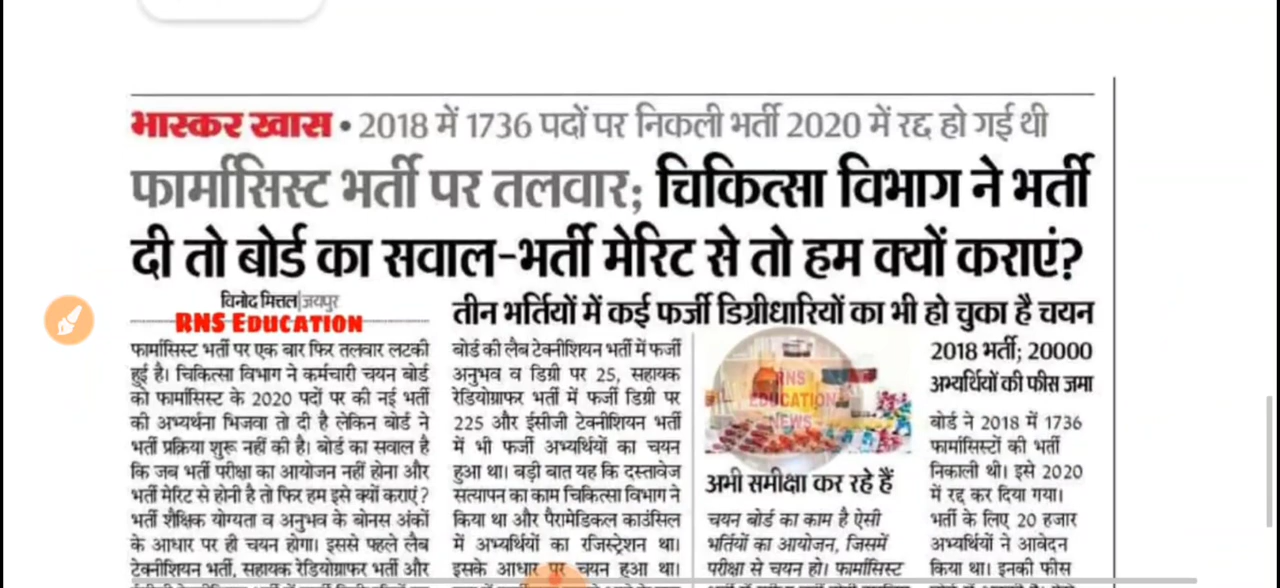 भास्कर खास • 2018 में 1736 पदों पर निकली भर्ती 2020 में रद्द हो गई थी
फार्मासिस्ट भर्ती पर तलवार; चिकित्सा विभाग ने भर्ती
दी तो बोर्ड का सवाल-भर्ती मेरिट से तो हम क्यों कराएं?
विनोद मित्तल|जयपुर
RNS EDUCATION
फार्मासिस्ट भर्ती पर एक बार फिर तलवार लटकी
हुई है। चिकित्सा विभाग ने कर्मचारी चयन बोर्ड
को फार्मासिस्ट के 2020 पदों पर की नई भर्ती
की अभ्यर्थना भिजवा तो दी है लेकिन बोर्ड ने
भर्ती प्रक्रिया शुरू नहीं की है। बोर्ड का सवाल है
कि जब भर्ती परीक्षा का आयोजन नहीं होना और
भर्ती मेरिट से होनी है तो फिर हम इसे क्यों कराएं?
भर्ती शैक्षिक योग्यता व अनुभव के बोनस अंकों
के आधार पर ही चयन होगा। इससे पहले लैब
टेक्नीशियन भर्ती, सहायक रेडियोग्राफर भर्ती और
तीन भर्तियों में कई फर्जी डिग्रीधारियों का भी हो चुका है चयन
बोर्ड की लैब टेक्नीशियन भर्ती में फर्जी
अनुभव व डिग्री पर 25, सहायक
रेडियोग्राफर भर्ती में फर्जी डिग्री पर
225 और ईसीजी टेक्नीशियन भर्ती
में भी फर्जी अभ्यर्थियों का चयन
हुआ था। बड़ी बात यह कि दस्तावेज
सत्यापन का काम चिकित्सा विभाग ने
किया था और पैरामेडिकल काउंसिल
में अभ्यर्थियों का रजिस्ट्रेशन था।
इसके आधार पर चयन हुआ था।
RNS
EDUCATION
NEWS
अभी समीक्षा कर रहे हैं
चयन बोर्ड का काम है ऐसी
भर्तियों का आयोजन, जिसमें
परीक्षा से चयन हो। फार्मासिस्ट
2018 भर्ती; 20000
अभ्यर्थियों की फीस जमा
बोर्ड ने 2018 में 1736
फार्मासिस्टों की भर्ती
निकाली थी। इसे 2020
में रद्द कर दिया गया।
भर्ती के लिए 20 हजार
अभ्यर्थियों ने आवेदन
किया था। इनकी फीस